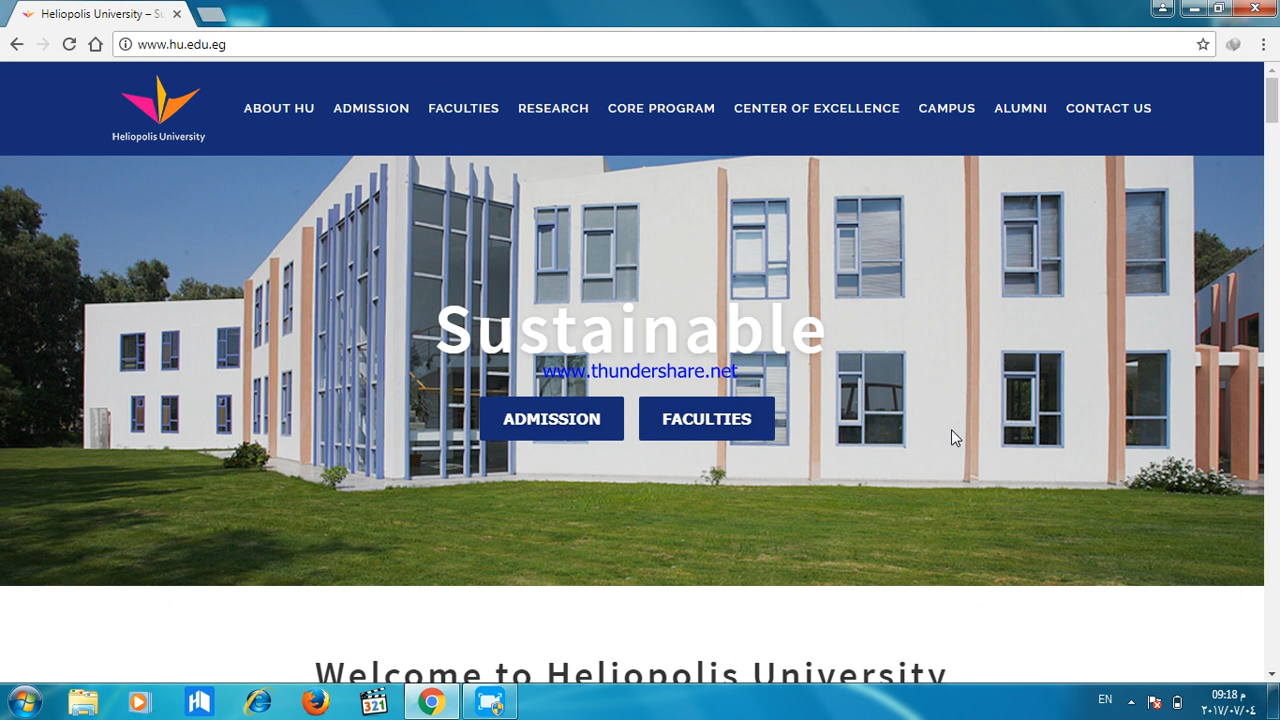 Heliopolis University – Su
www.hu.edu.eg
Heliopolis University
ABOUT HU ADMISSION FACULTIES RESEARCH CORE PROGRAM CENTER OF EXCELLENCE CAMPUS ALUMNI CONTACT US
Sustainable
www.thundershare.net
ADMISSION FACULTIES
Welcome to Heliopolis University
321
EN
09:18 م
٢٠١٧/٠٧/٠٤